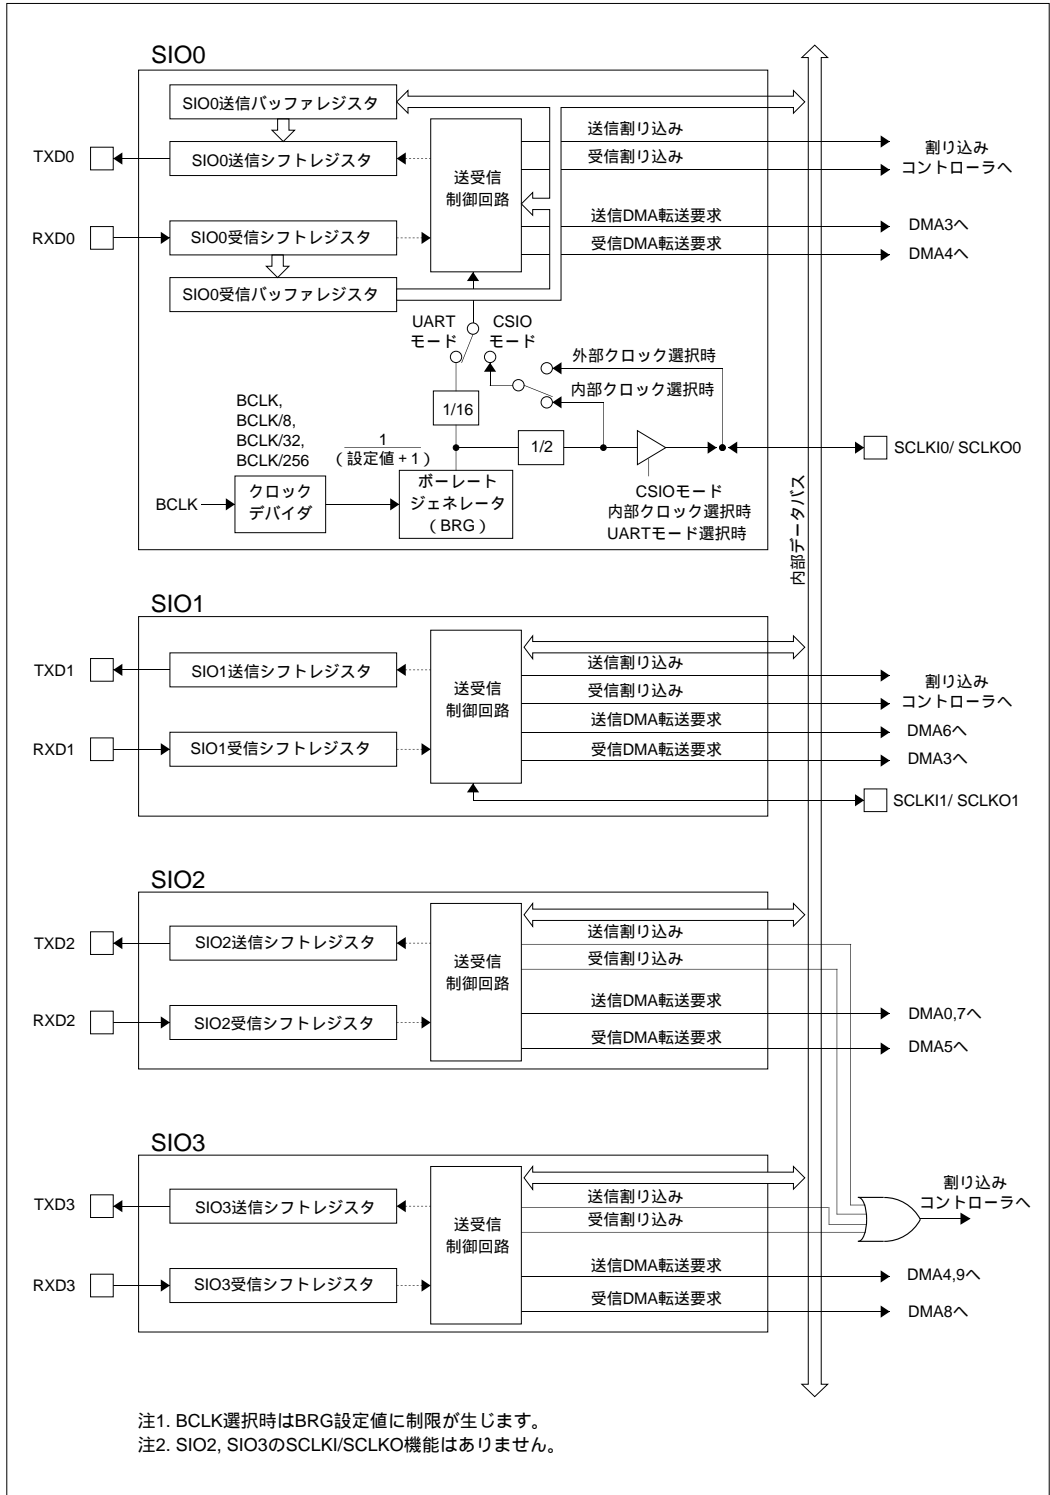 SIO0
SIO0送信バッファレジスタ
TXD0
SIO0送信シフトレジスタ
RXD0
SIO0受信シフトレジスタ
SIO0受信バッファレジスタ
送受信
制御回路
送信割り込み
受信割り込み
割り込み
コントローラへ
送信DMA転送要求
DMA3へ
受信DMA転送要求
DMA4へ
UART
モード
CSIO
モード
外部クロック選択時
内部クロック選択時
1/16
BCLK,
BCLK/8,
BCLK/32,
BCLK/256
1
(設定値+1)
1/2
SCLKI0/ SCLKO0
BCLK
クロック
デバイダ
ボーレート
ジェネレータ
(BRG)
CSIOモード
内部クロック選択時
UARTモード選択時
内部データバス
SIO1
TXD1
SIO1送信シフトレジスタ
RXD1
SIO1受信シフトレジスタ
送受信
制御回路
送信割り込み
受信割り込み
割り込み
コントローラへ
送信DMA転送要求
DMA6へ
受信DMA転送要求
DMA3へ
SCLKI1/ SCLKO1
SIO2
TXD2
SIO2送信シフトレジスタ
RXD2
SIO2受信シフトレジスタ
送受信
制御回路
送信割り込み
受信割り込み
送信DMA転送要求
DMA0,7へ
受信DMA転送要求
DMA5へ
SIO3
TXD3
SIO3送信シフトレジスタ
RXD3
SIO3受信シフトレジスタ
送受信
制御回路
送信割り込み
受信割り込み
割り込み
コントローラへ
送信DMA転送要求
DMA4,9へ
受信DMA転送要求
DMA8へ
注1. BCLK選択時はBRG設定値に制限が生じます。
注2. SIO2, SIO3のSCLKI/SCLKO機能はありません。